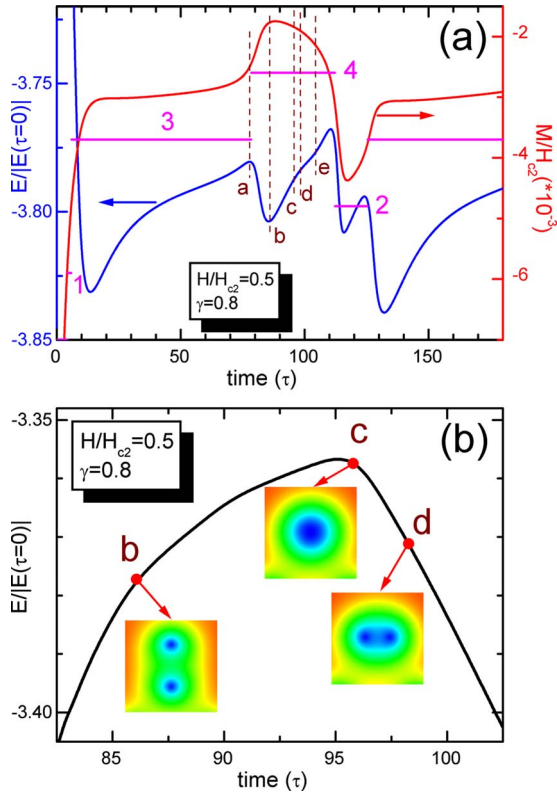 (a)
-3.75
-3.80
-3.85
E/|E(τ=0)|
-2
-4
-6
M/H_c2(*10^-3)
3
4
1
2
a
b
c
d
e
H/H_c2=0.5
γ=0.8
0 50 100 150
time (τ)
(b)
-3.35
-3.40
E/|E(τ=0)|
H/H_c2=0.5
γ=0.8
b
c
d
85 90 95 100
time (τ)